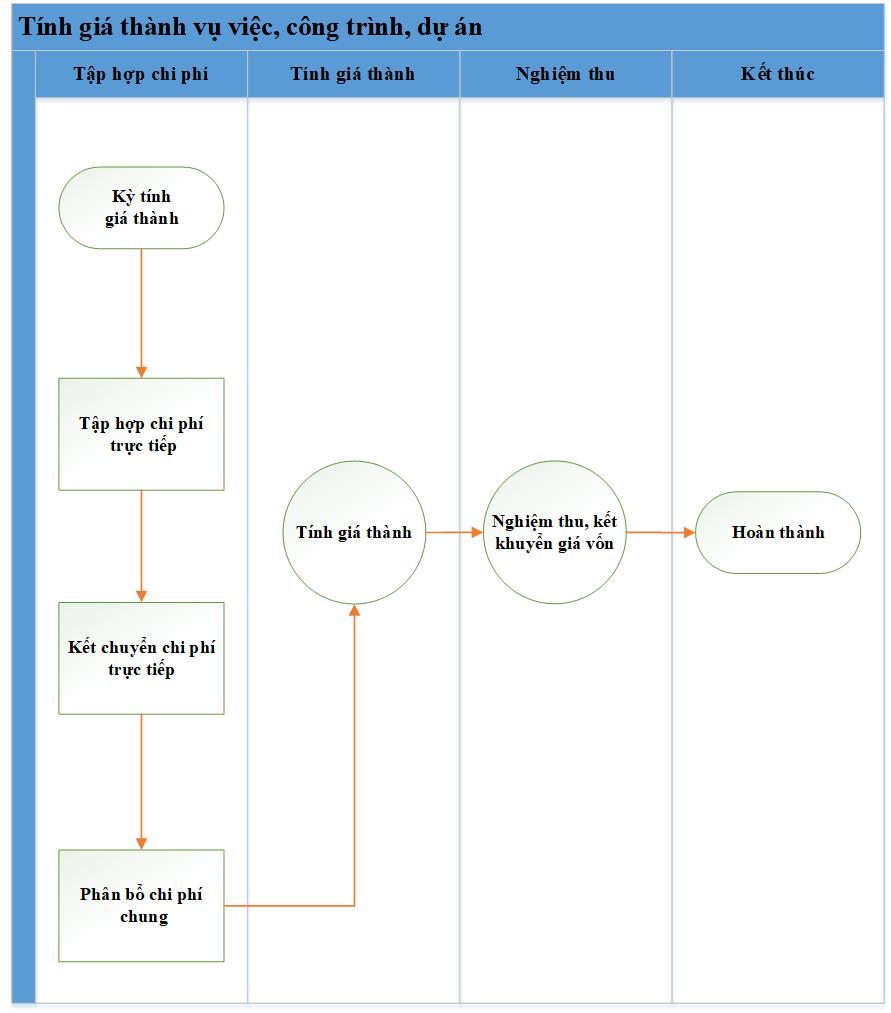 Tính giá thành vụ việc, công trình, dự án
Tập hợp chi phí
Tính giá thành
Nghiệm thu
Kết thúc
Kỳ tính
giá thành
Tập hợp chi phí
trực tiếp
Kết chuyển chi phí
trực tiếp
Phân bổ chi phí
chung
Tính giá thành
Nghiệm thu, kết
khuyển giá vốn
Hoàn thành